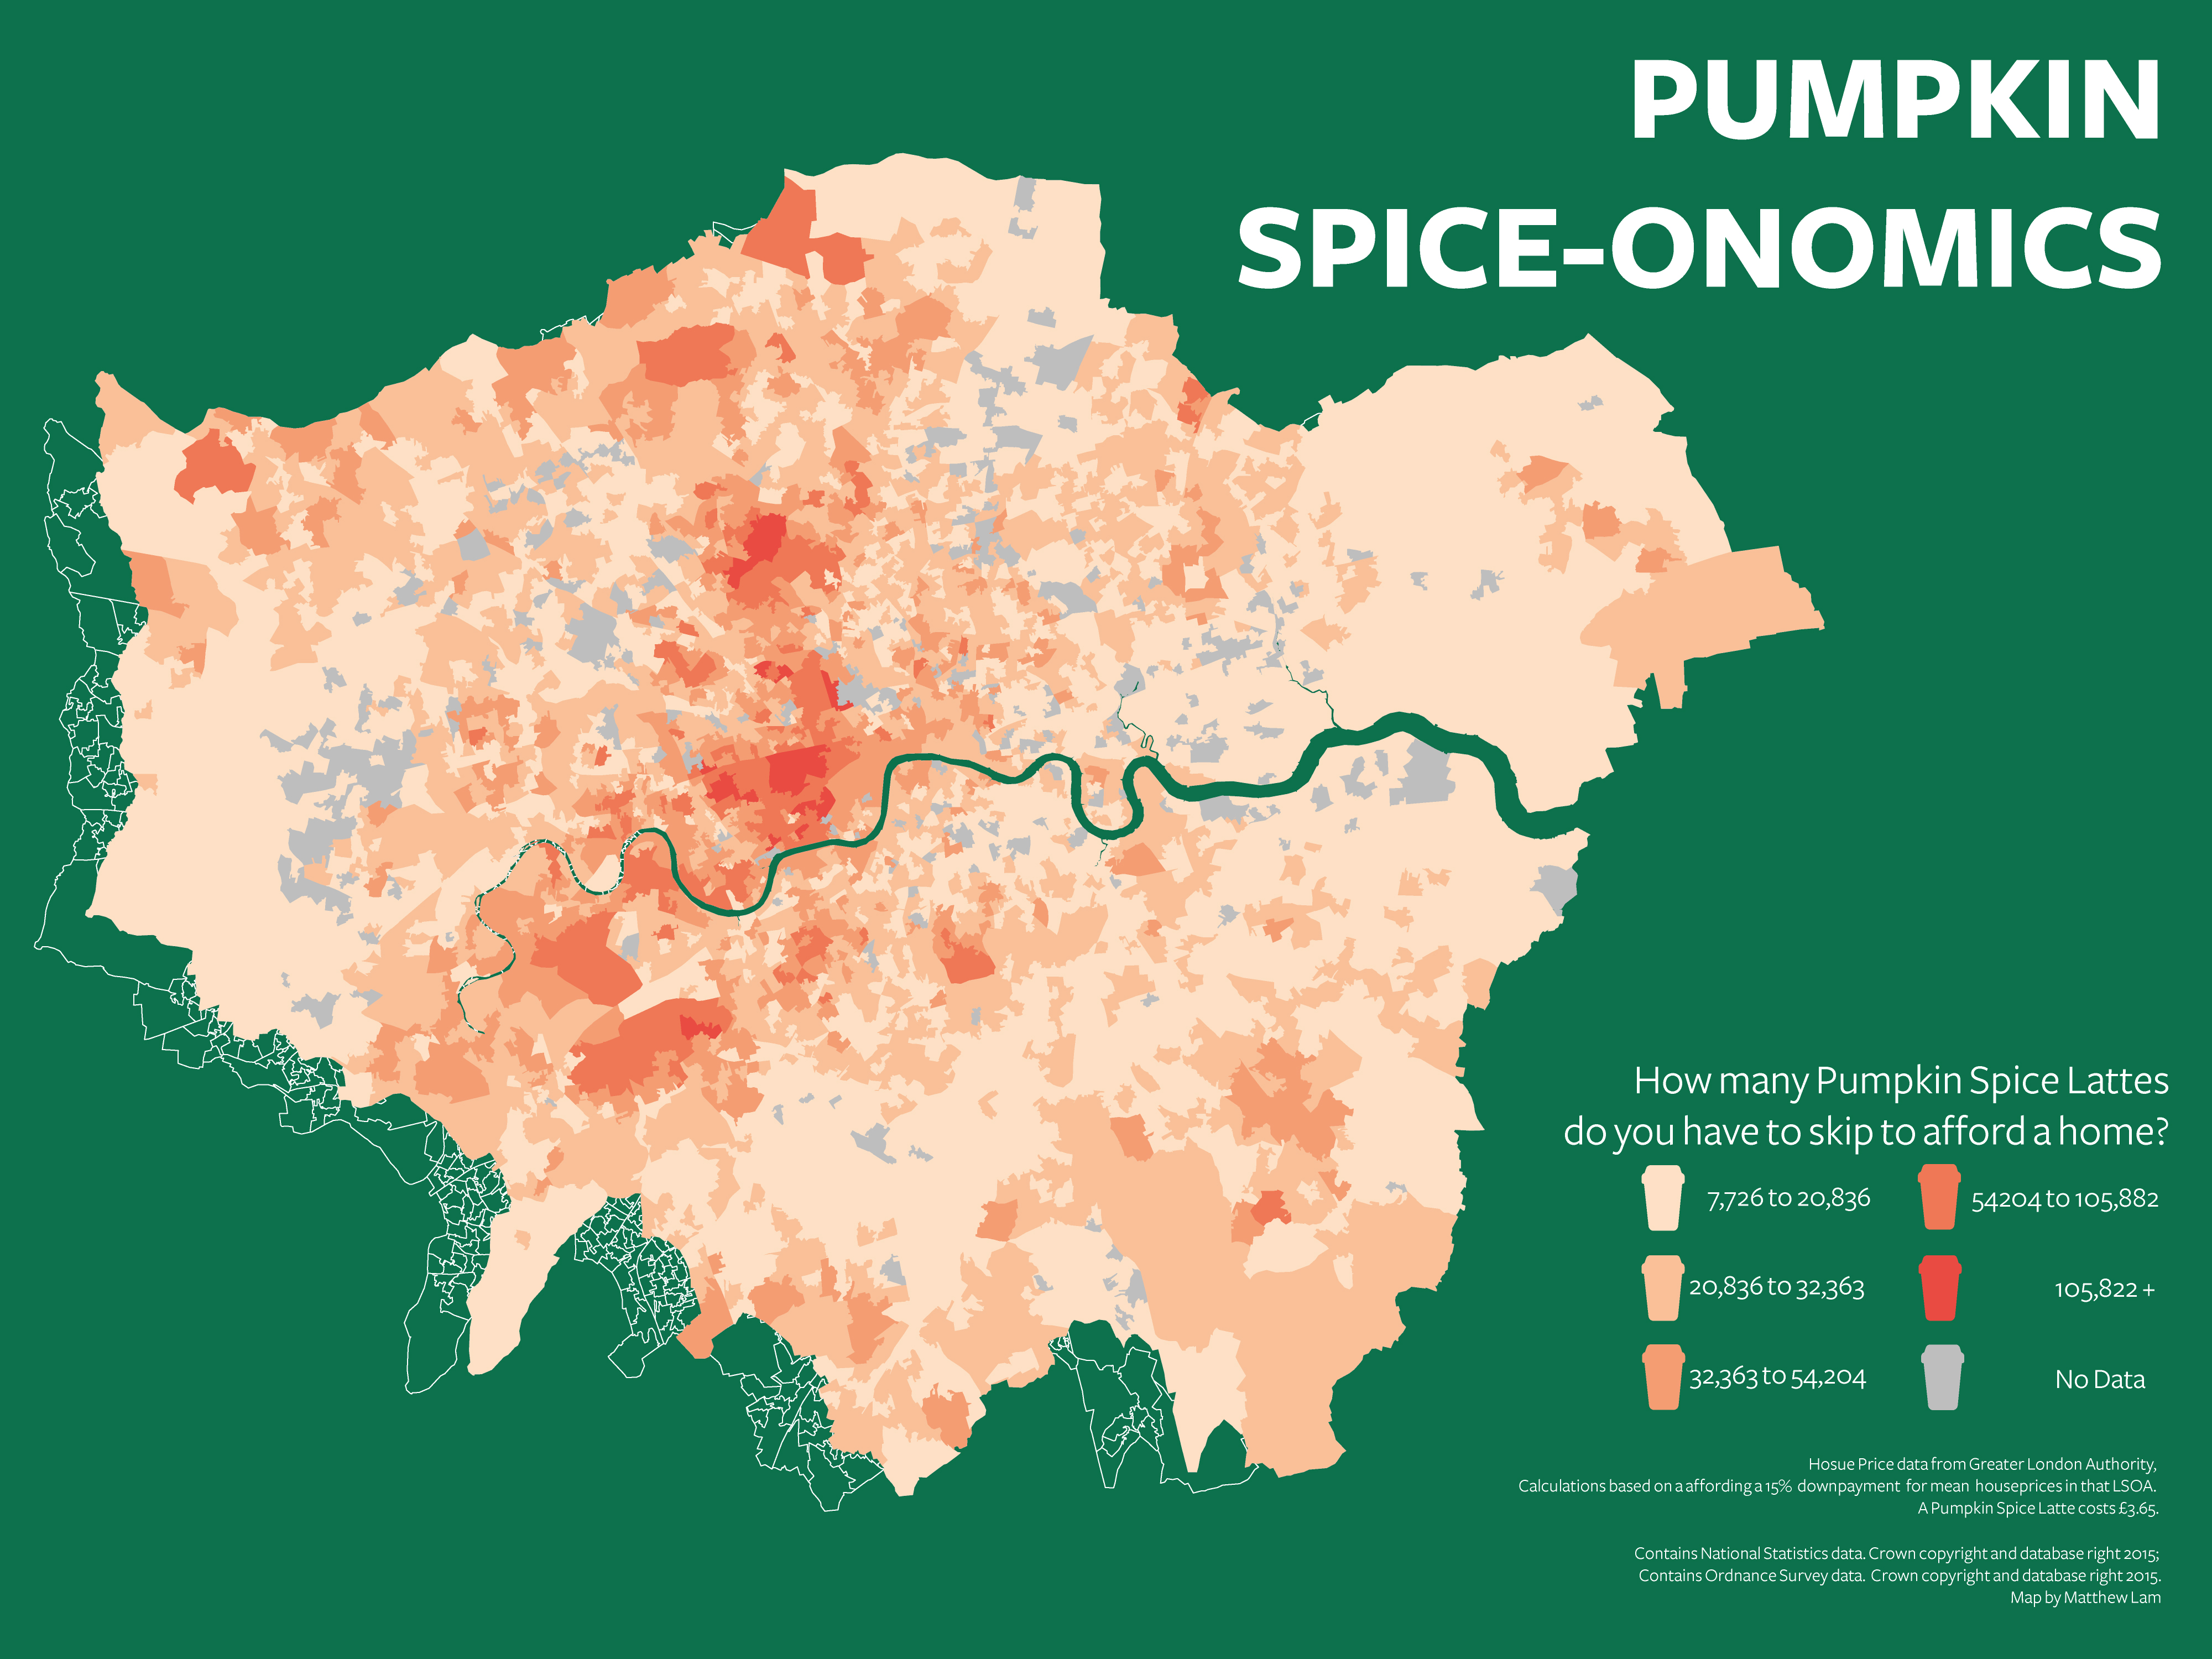 PUMPKIN
SPICE-ONOMICS
How many Pumpkin Spice Lattes
do you have to skip to afford a home?
7,726 to 20,836
54204 to 105,882
20,836 to 32,363
105,822 +
32,363 to 54,204
No Data
Hosue Price data from Greater London Authority,
Calculations based on a affording a 15% downpayment for mean houseprices in that LSOA.
A Pumpkin Spice Latte costs £3.65.
Contains National Statistics data. Crown copyright and database right 2015;
Contains Ordnance Survey data. Crown copyright and database right 2015.
Map by Matthew Lam